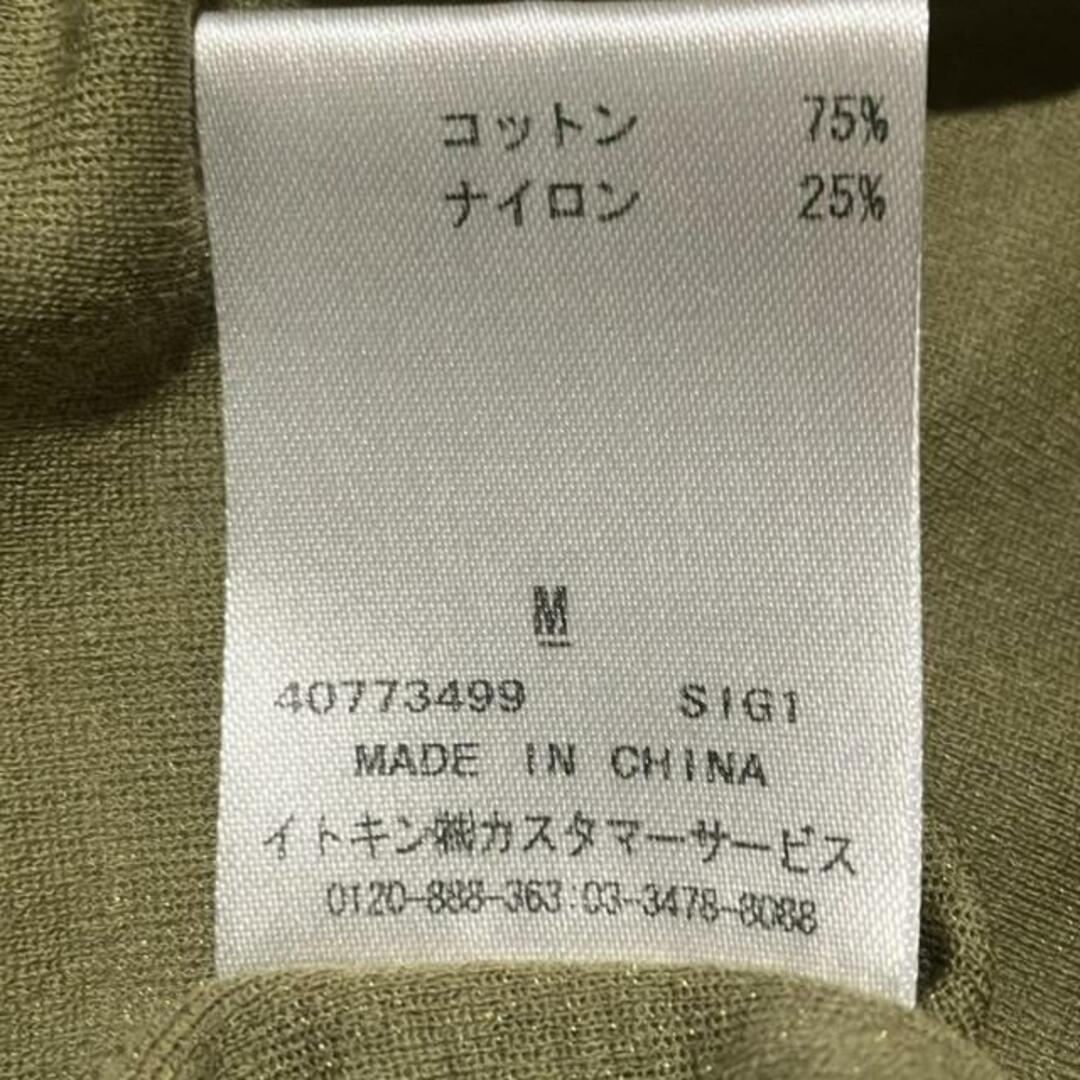 コットン 75%
ナイロン 25%
M
40773499 SIG1
MADE IN CHINA
イトキン㈱カスタマーサービス
0120-888-363:03-3478-8088